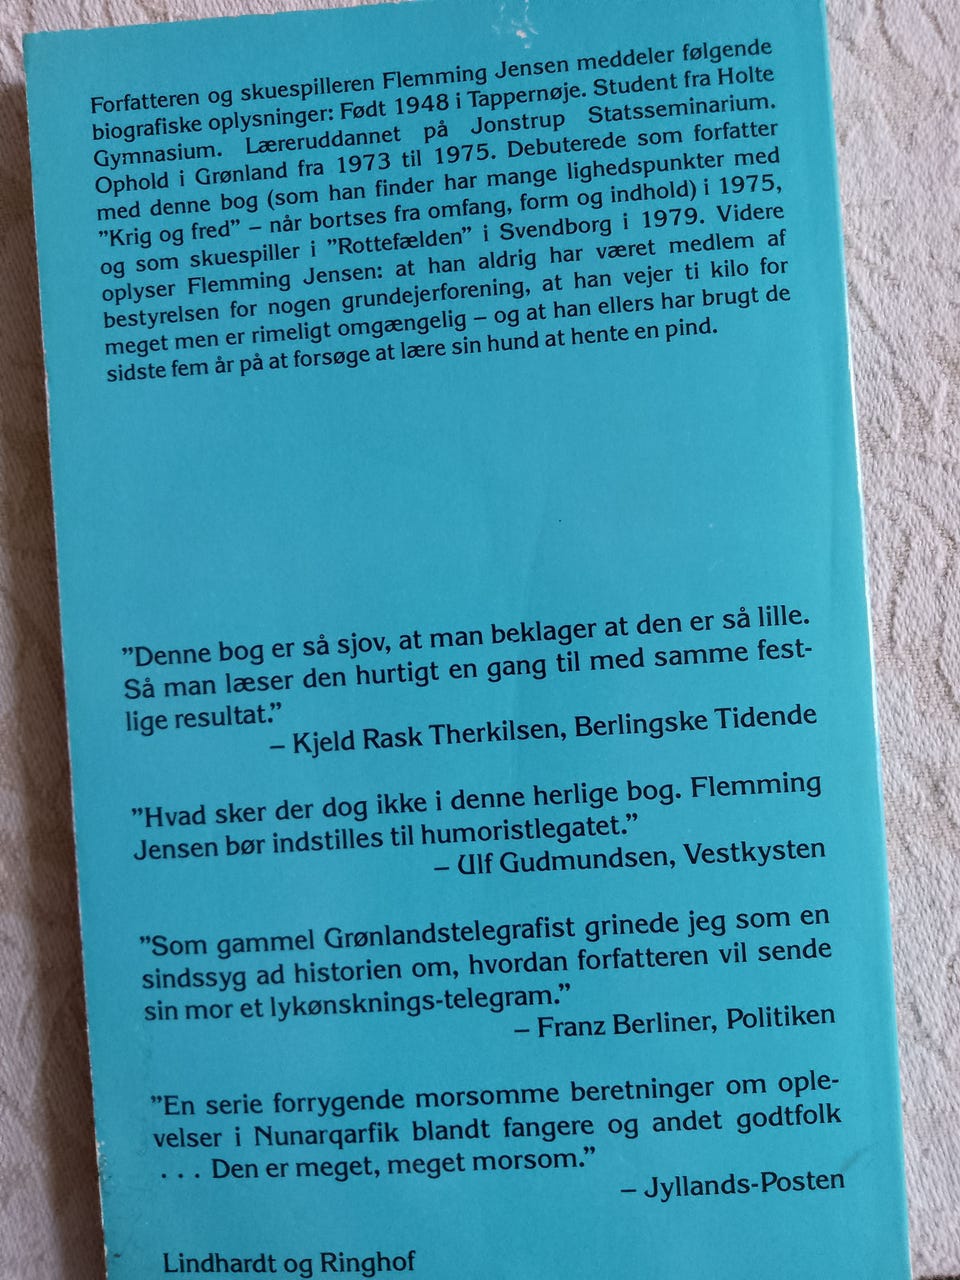 Forfatteren og skuespilleren Flemming Jensen meddeler følgende
biografiske oplysninger: Født 1948 i Tappernøje. Student fra Holte
Gymnasium. Læreruddannet på Jonstrup Statsseminarium.
Ophold i Grønland fra 1973 til 1975. Debuterede som forfatter
med denne bog (som han finder har mange lighedspunkter med
”Krig og fred” – når bortses fra omfang, form og indhold) i 1975,
og som skuespiller i ”Rottefælden” i Svendborg i 1979. Videre
oplyser Flemming Jensen: at han aldrig har været medlem af
bestyrelsen for nogen grundejerforening, at han vejer ti kilo for
meget men er rimeligt omgængelig – og at han ellers har brugt de
sidste fem år på at forsøge at lære sin hund at hente en pind.
”Denne bog er så sjov, at man beklager at den er så lille.
Så man læser den hurtigt en gang til med samme fest-
lige resultat.”
– Kjeld Rask Therkilsen, Berlingske Tidende
”Hvad sker der dog ikke i denne herlige bog. Flemming
Jensen bør indstilles til humoristlegatet.”
– Ulf Gudmundsen, Vestkysten
”Som gammel Grønlandstelegrafist grinede jeg som en
sindssyg ad historien om, hvordan forfatteren vil sende
sin mor et lykønsknings-telegram.”
– Franz Berliner, Politiken
”En serie forrygende morsomme beretninger om ople-
velser i Nunarqarfik blandt fangere og andet godtfolk
. . . Den er meget, meget morsom.”
– Jyllands-Posten
Lindhardt og Ringhof